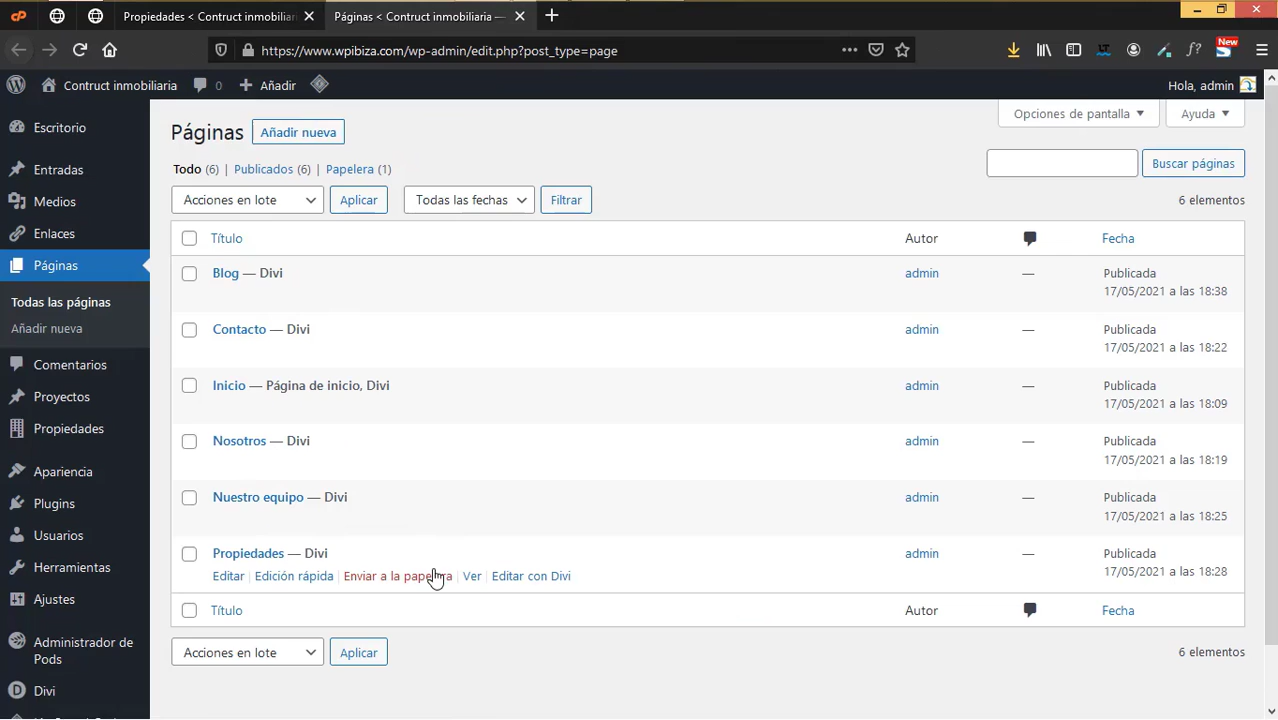 Propiedades < Contruct inmobiliari
Páginas < Contruct inmobiliaria —
https://www.wpibiza.com/wp-admin/edit.php?post_type=page
New
Contruct inmobiliaria
0
Añadir
Hola, admin
Escritorio
Entradas
Medios
Enlaces
Páginas
Todas las páginas
Añadir nueva
Comentarios
Proyectos
Propiedades
Apariencia
Plugins
Usuarios
Herramientas
Ajustes
Administrador de
Pods
Divi
Páginas
Añadir nueva
Opciones de pantalla
Ayuda
Todo (6) | Publicados (6) | Papelera (1)
Buscar páginas
Acciones en lote
Aplicar
Todas las fechas
Filtrar
6 elementos
Título
Autor
Fecha
Blog — Divi
admin
—
Publicada
17/05/2021 a las 18:38
Contacto — Divi
admin
—
Publicada
17/05/2021 a las 18:22
Inicio — Página de inicio, Divi
admin
—
Publicada
17/05/2021 a las 18:09
Nosotros — Divi
admin
—
Publicada
17/05/2021 a las 18:19
Nuestro equipo — Divi
admin
—
Publicada
17/05/2021 a las 18:25
Propiedades — Divi
Editar | Edición rápida | Enviar a la papelera | Ver | Editar con Divi
admin
—
Publicada
17/05/2021 a las 18:28
Título
Autor
Fecha
Acciones en lote
Aplicar
6 elementos